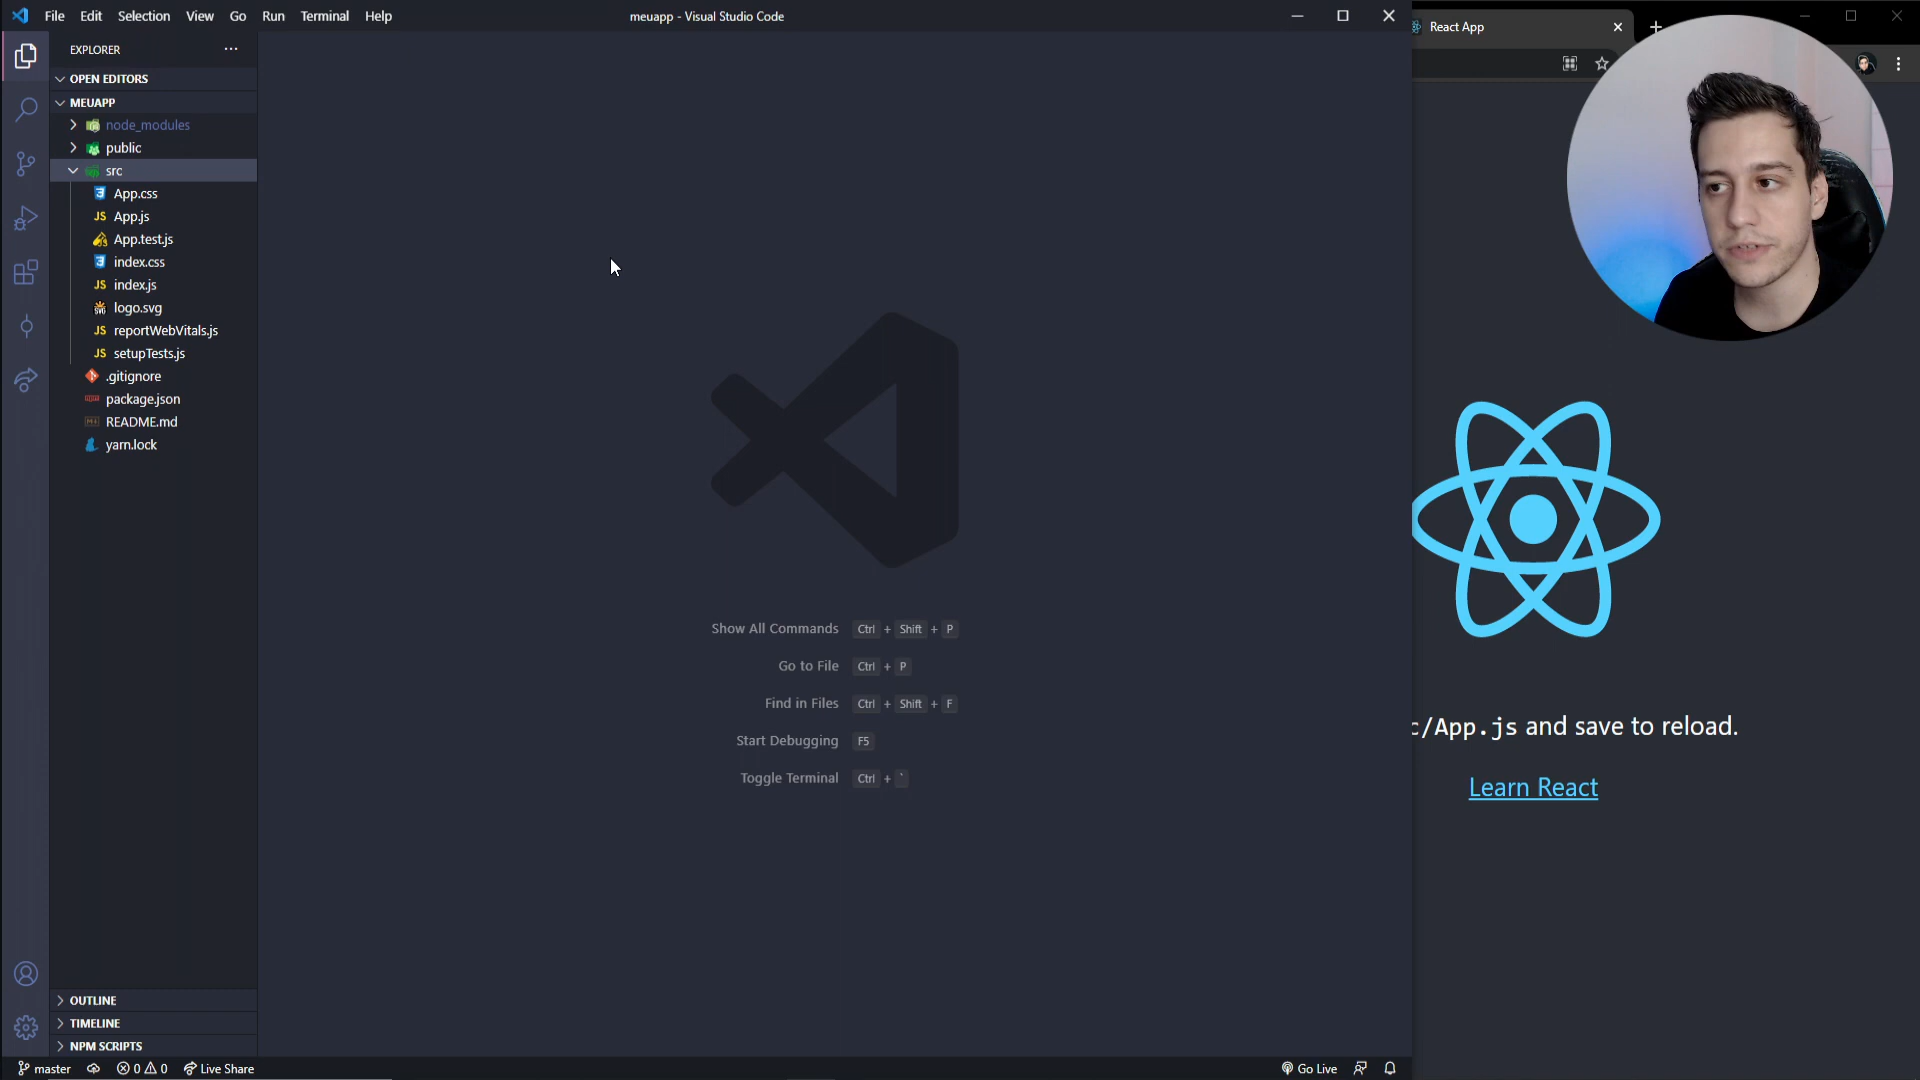 File Edit Selection View Go Run Terminal Help
meuapp - Visual Studio Code
React App
EXPLORER
OPEN EDITORS
MEUAPP
node_modules
public
src
App.css
JS App.js
App.test.js
index.css
JS index.js
logo.svg
JS reportWebVitals.js
JS setupTests.js
.gitignore
package.json
README.md
yarn.lock
Show All Commands Ctrl + Shift + P
Go to File Ctrl + P
Find in Files Ctrl + Shift + F
Start Debugging F5
Toggle Terminal Ctrl + `
c/App.js and save to reload.
Learn React
OUTLINE
TIMELINE
NPM SCRIPTS
master 0 0 Live Share
Go Live